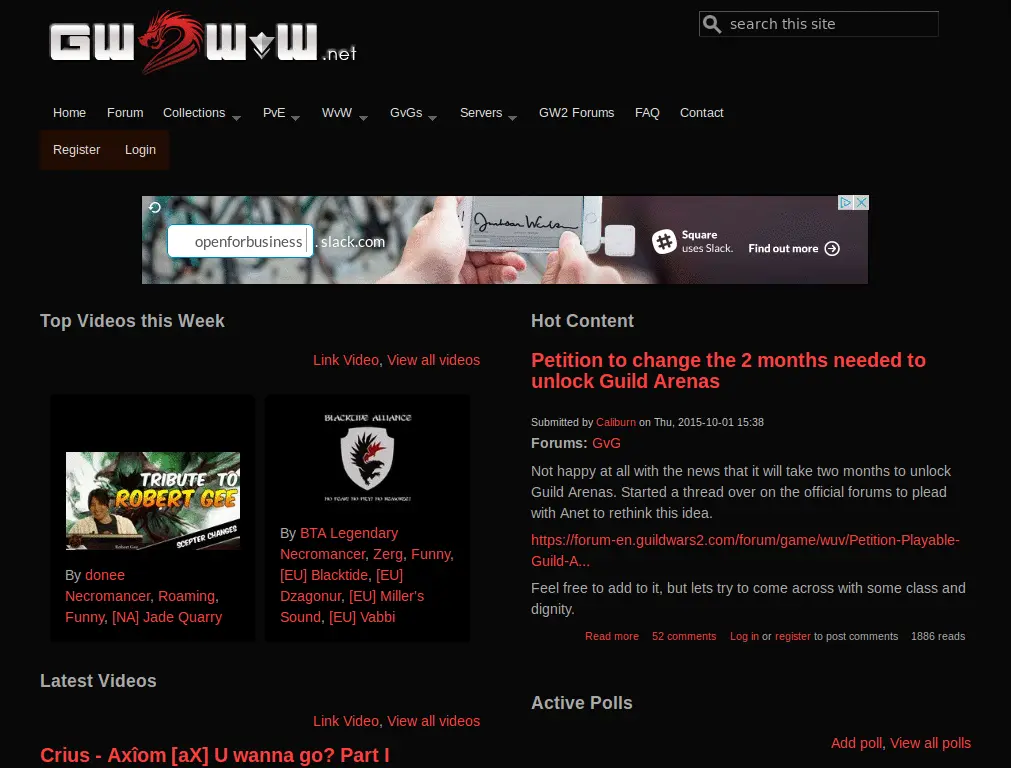 GW2WvW.net
search this site
Home Forum Collections PvE WvW GvGs Servers GW2 Forums FAQ Contact
Register Login
openforbusiness .slack.com
Square
uses Slack.
Find out more
Top Videos this Week
Link Video, View all videos
TRIBUTE TO
ROBERT GEE
SCEPTER CHANGES
Robert Gee
By donee
Necromancer, Roaming,
Funny, [NA] Jade Quarry
BLACKTIDE ALLIANCE
NO FEAR! NO PITY! NO REMORSE!
By BTA Legendary
Necromancer, Zerg, Funny,
[EU] Blacktide, [EU]
Dzagonur, [EU] Miller's
Sound, [EU] Vabbi
Latest Videos
Link Video, View all videos
Crius - Axîom [aX] U wanna go? Part I
Hot Content
Petition to change the 2 months needed to
unlock Guild Arenas
Submitted by Caliburn on Thu, 2015-10-01 15:38
Forums: GvG
Not happy at all with the news that it will take two months to unlock
Guild Arenas. Started a thread over on the official forums to plead
with Anet to rethink this idea.
https://forum-en.guildwars2.com/forum/game/wuv/Petition-Playable-
Guild-A...
Feel free to add to it, but lets try to come across with some class and
dignity.
Read more 52 comments Log in or register to post comments 1886 reads
Active Polls
Add poll, View all polls